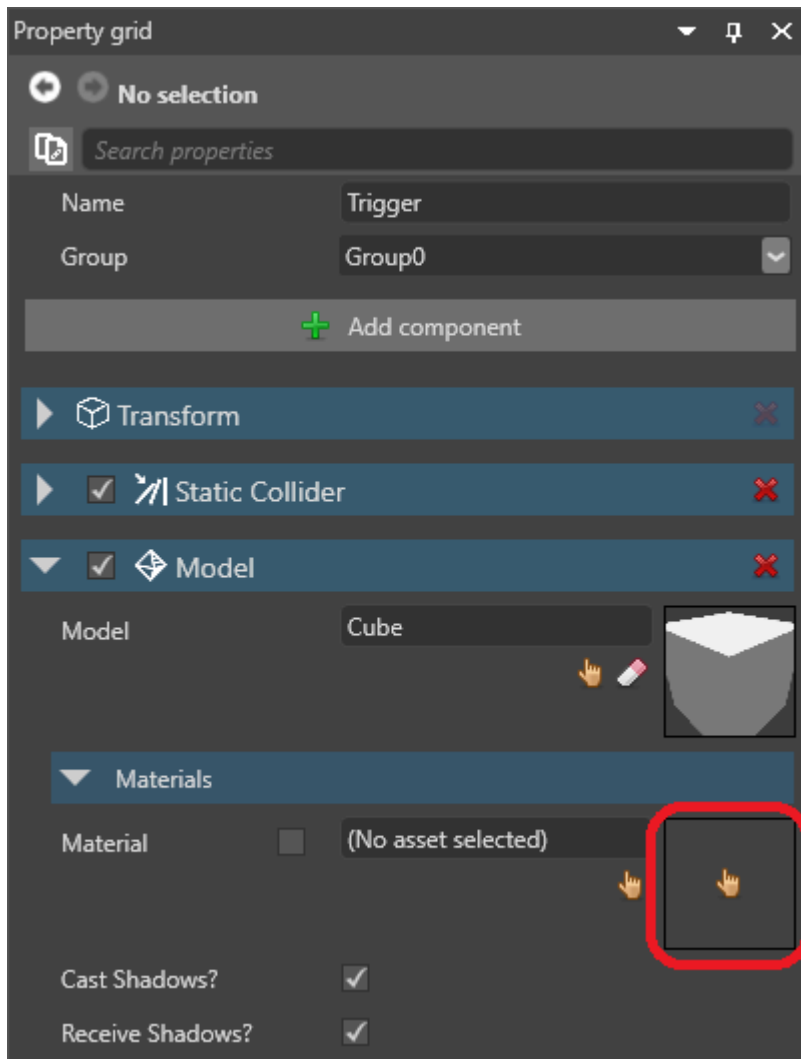 Property grid
No selection
Search properties
Name Trigger
Group Group0
Add component
Transform
Static Collider
Model
Model Cube
Materials
Material (No asset selected)
Cast Shadows?
Receive Shadows?